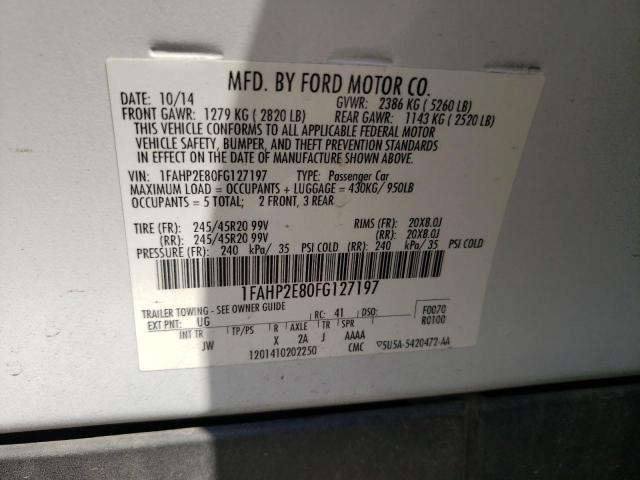 MFD. BY FORD MOTOR CO.
DATE: 10/14 GVWR: 2386 KG ( 5260 LB)
FRONT GAWR: 1279 KG ( 2820 LB) REAR GAWR: 1143 KG ( 2520 LB)
THIS VEHICLE CONFORMS TO ALL APPLICABLE FEDERAL MOTOR
VEHICLE SAFETY, BUMPER, AND THEFT PREVENTION STANDARDS
IN EFFECT ON THE DATE OF MANUFACTURE SHOWN ABOVE.
VIN: 1FAHP2E80FG127197 TYPE: Passenger Car
MAXIMUM LOAD = OCCUPANTS + LUGGAGE = 430KG/ 950LB
OCCUPANTS = 5 TOTAL; 2 FRONT, 3 REAR
TIRE (FR): 245/45R20 99V RIMS (FR): 20X8.0J
(RR): 245/45R20 99V (RR): 20X8.0J
PRESSURE (FR): 240 kPa/ 35 PSI COLD (RR): 240 kPa/ 35 PSI COLD
1FAHP2E80FG127197
TRAILER TOWING - SEE OWNER GUIDE
EXT PNT: UG RC: 41 DSO: F0070
R0100
INT TR TP/PS R AXLE TR SPR
JW X 2A J AAAA
1201410202250 CMC ▽5U5A-5420472-AA